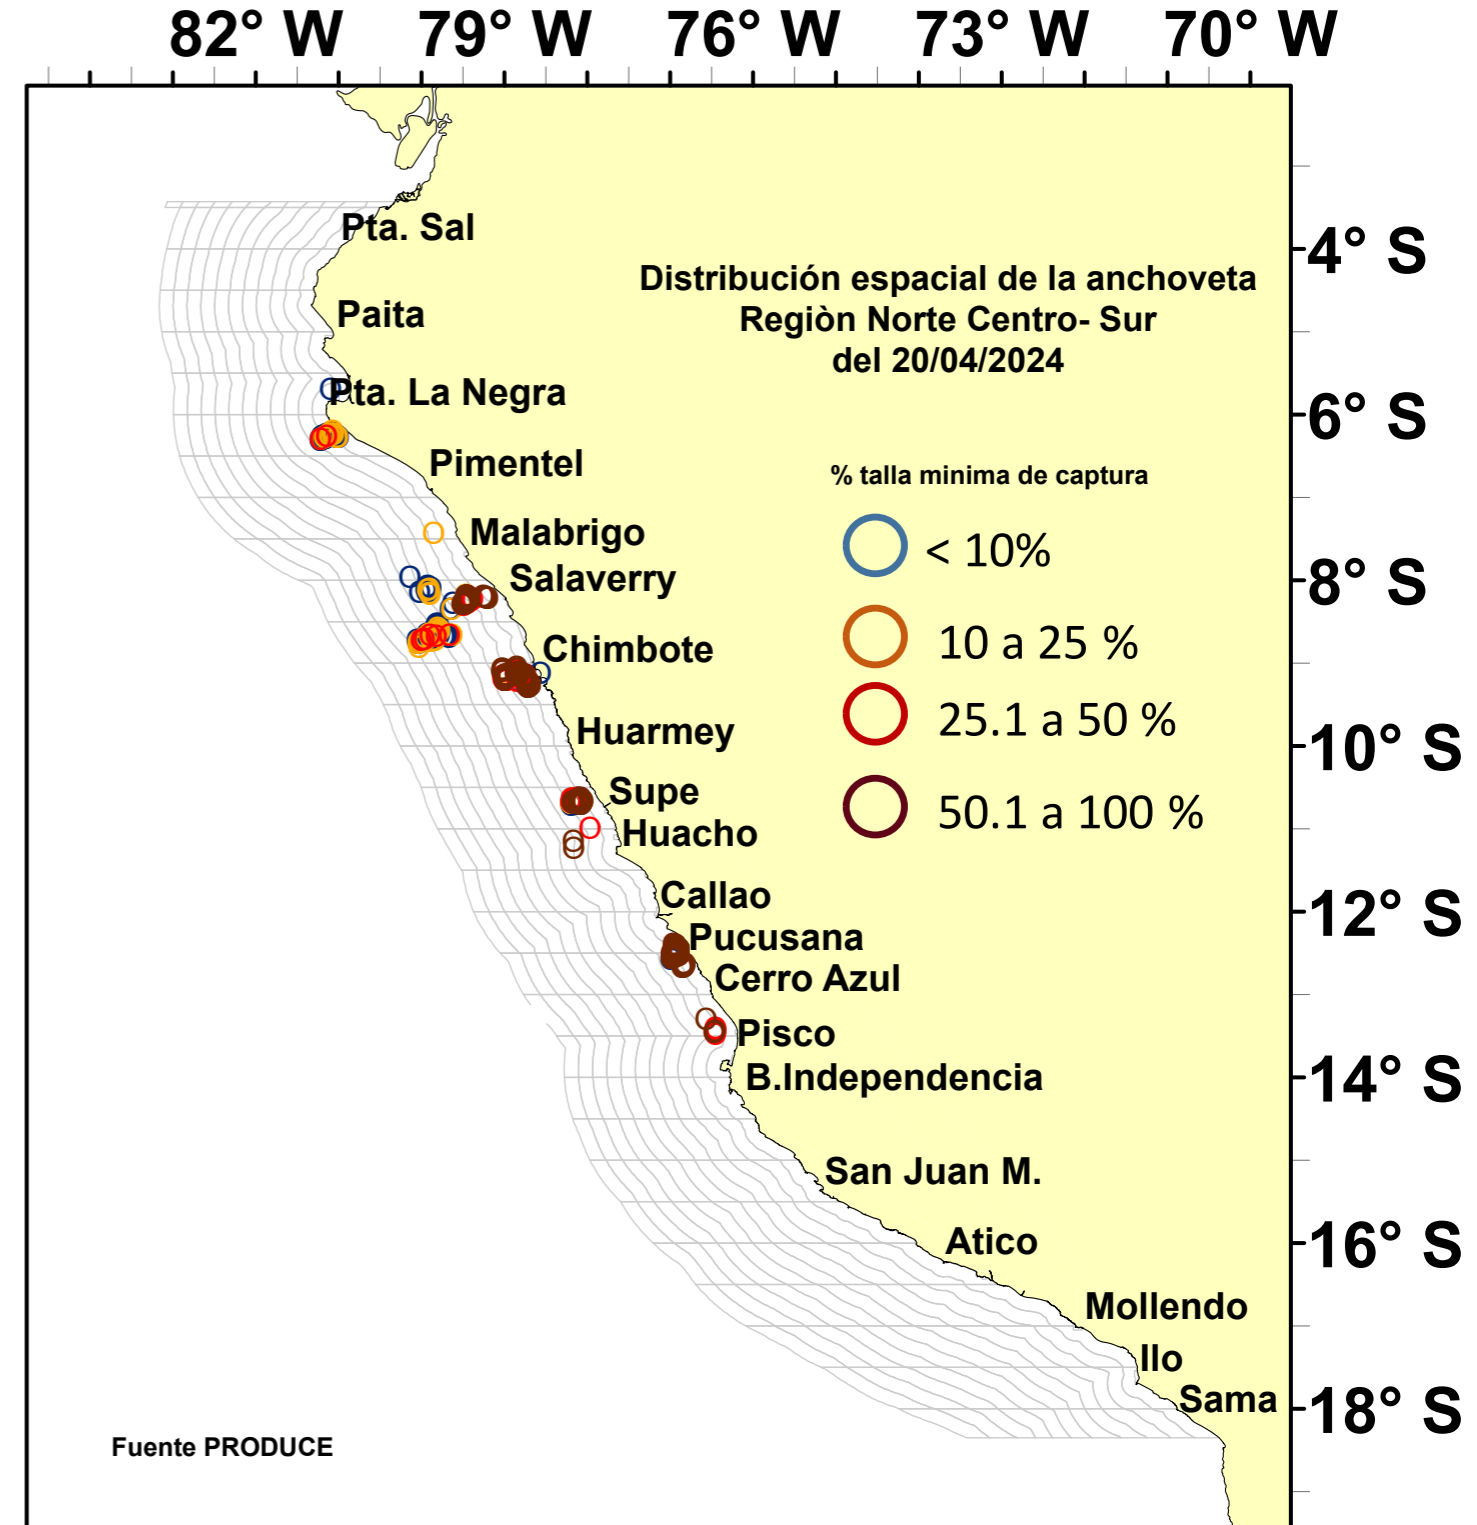 82° W 79° W 76° W 73° W 70° W
Pta. Sal
4° S
Distribución espacial de la anchoveta
Regiòn Norte Centro- Sur
del 20/04/2024
Paita
Pta. La Negra
6° S
Pimentel
% talla minima de captura
Malabrigo
< 10%
Salaverry
8° S
10 a 25 %
Chimbote
25.1 a 50 %
Huarmey
10° S
Supe
50.1 a 100 %
Huacho
Callao
12° S
Pucusana
Cerro Azul
Pisco
B.Independencia
14° S
San Juan M.
Atico
16° S
Mollendo
Ilo
Sama
18° S
Fuente PRODUCE